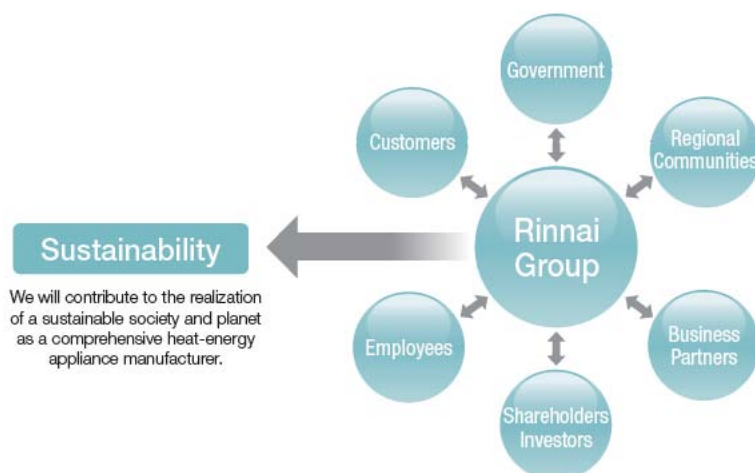 Government
Customers
Regional
Communities
Rinnai
Group
Sustainability
We will contribute to the realization
of a sustainable society and planet
as a comprehensive heat-energy
appliance manufacturer.
Employees
Business
Partners
Shareholders
Investors